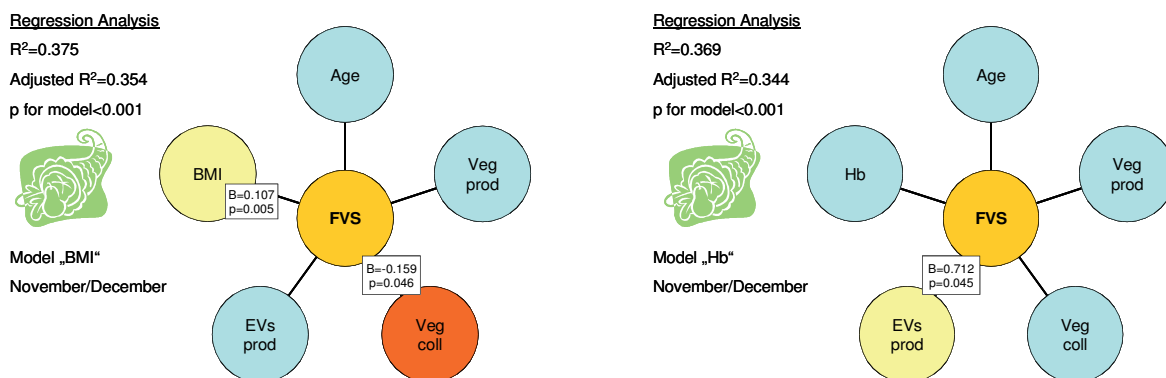 Regression Analysis
R²=0.375
Adjusted R²=0.354
p for model<0.001
Model „BMI“
November/December
Age
BMI
B=0.107
p=0.005
Veg
prod
FVS
B=-0.159
p=0.046
EVs
prod
Veg
coll
Regression Analysis
R²=0.369
Adjusted R²=0.344
p for model<0.001
Model „Hb“
November/December
Age
Hb
Veg
prod
FVS
B=0.712
p=0.045
EVs
prod
Veg
coll